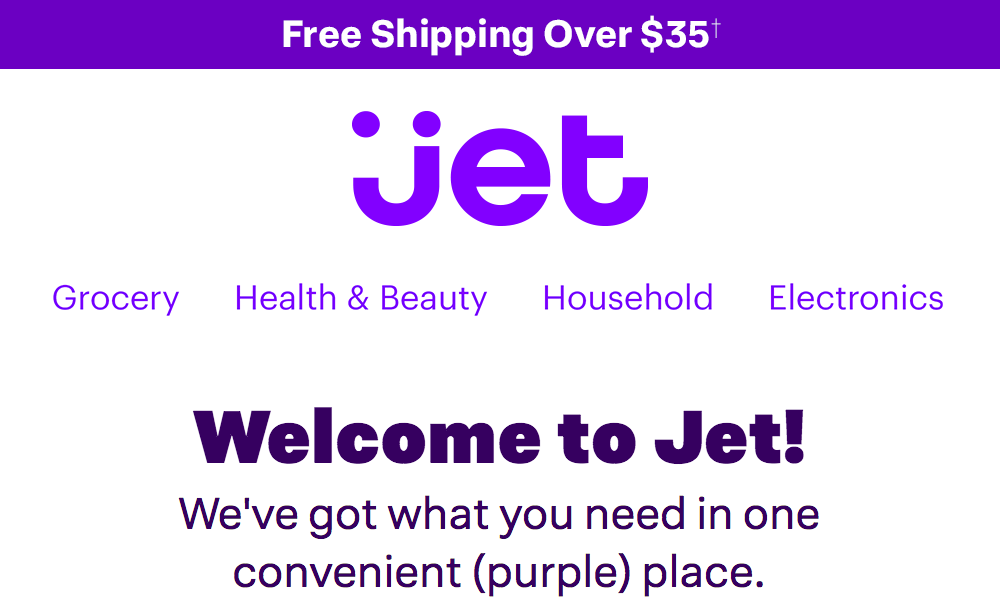 Free Shipping Over $35†
jet
Grocery Health & Beauty Household Electronics
Welcome to Jet!
We've got what you need in one
convenient (purple) place.